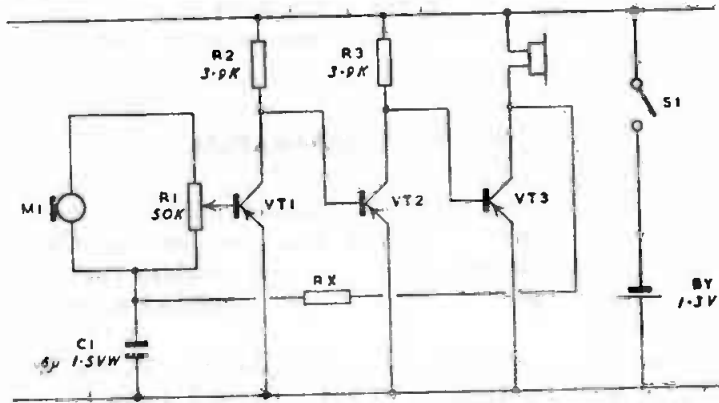 R2
3·9K
R3
3·9K
S1
M1
R1
50K
VT1
VT2
VT3
RX
C1
6μ 1·5VW
BY
1·3V